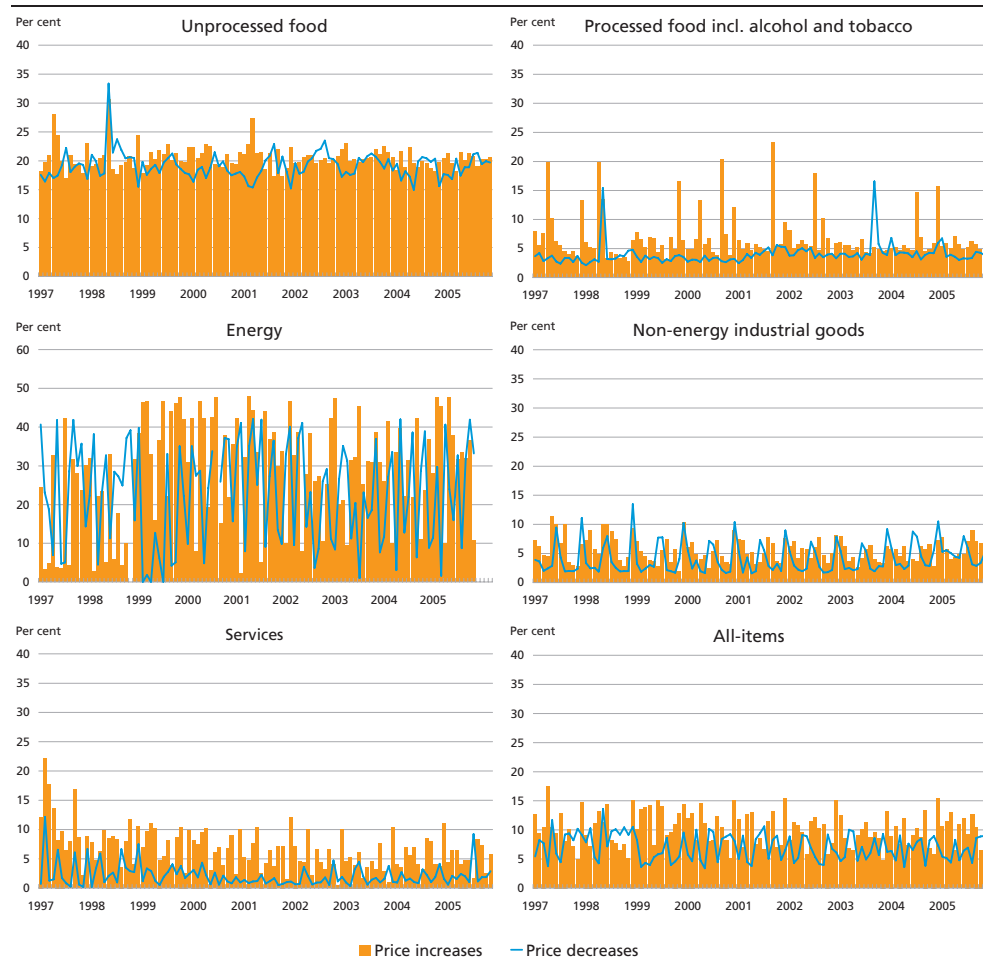 Per cent
Unprocessed food
40
35
30
25
20
15
10
5
0
1997 1998 1999 2000 2001 2002 2003 2004 2005
Per cent
Processed food incl. alcohol and tobacco
40
35
30
25
20
15
10
5
0
1997 1998 1999 2000 2001 2002 2003 2004 2005
Per cent
Energy
60
50
40
30
20
10
0
1997 1998 1999 2000 2001 2002 2003 2004 2005
Per cent
Non-energy industrial goods
40
35
30
25
20
15
10
5
0
1997 1998 1999 2000 2001 2002 2003 2004 2005
Per cent
Services
40
35
30
25
20
15
10
5
0
1997 1998 1999 2000 2001 2002 2003 2004 2005
Per cent
All-items
40
35
30
25
20
15
10
5
0
1997 1998 1999 2000 2001 2002 2003 2004 2005
Price increases Price decreases